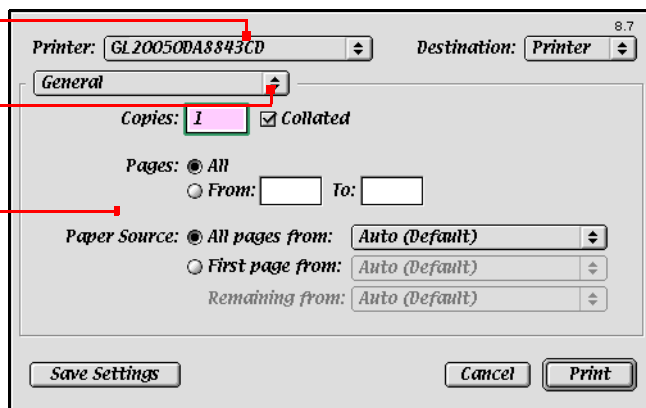 8.7
Printer: GL20050DA8843CD Destination: Printer
General
Copies: 1 Collated
Pages: All
From: To:
Paper Source: All pages from: Auto (Default)
First page from: Auto (Default)
Remaining from: Auto (Default)
Save Settings Cancel Print